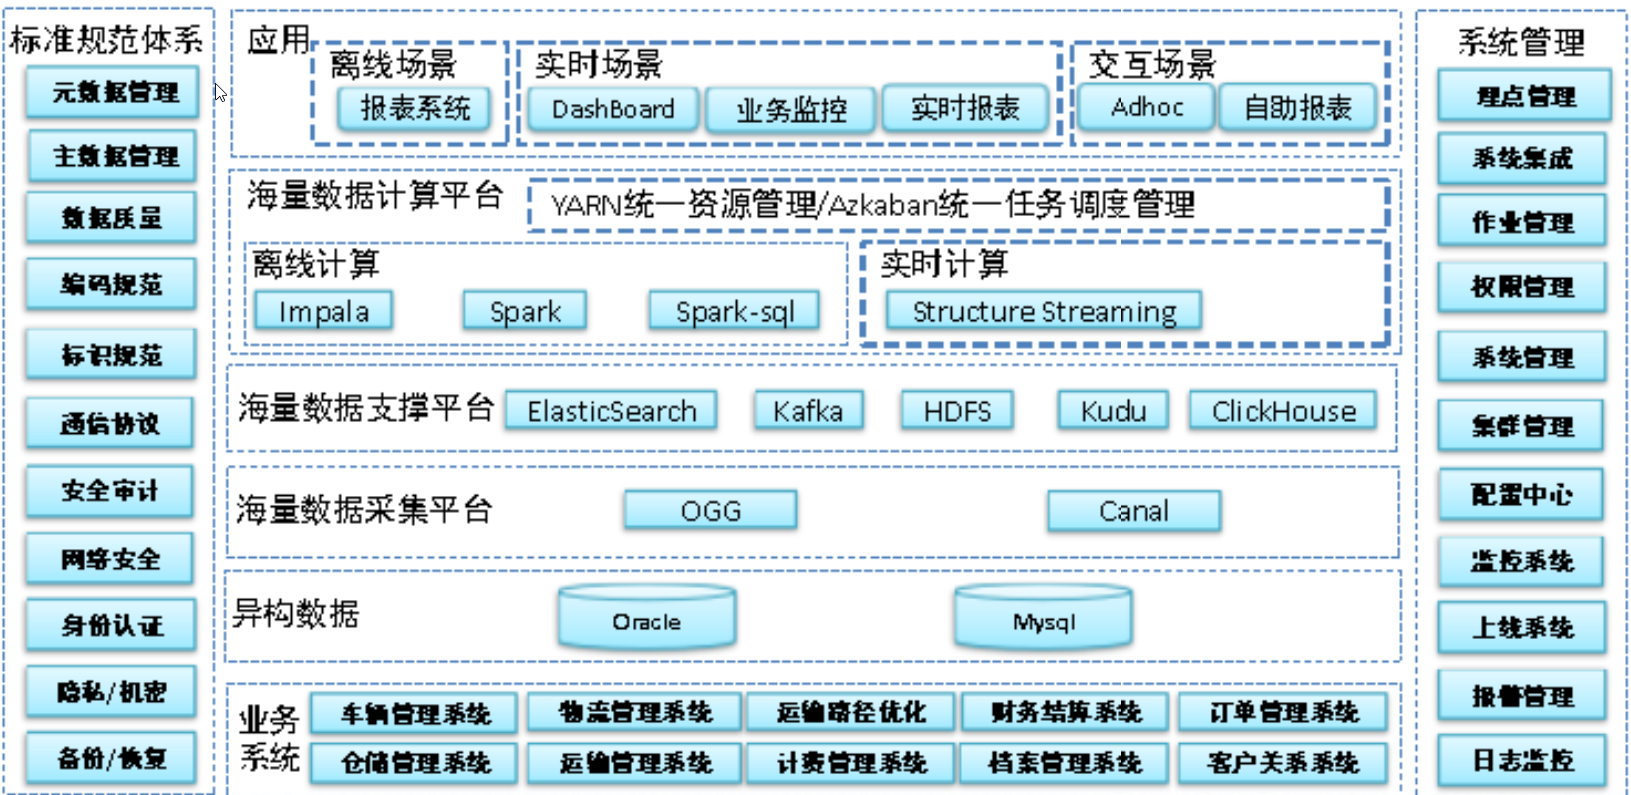 标准规范体系
元数据管理
主数据管理
数据质量
编码规范
标识规范
通信协议
安全审计
网络安全
身份认证
隐私/机密
备份/恢复
应用
离线场景
报表系统
实时场景
DashBoard
业务监控
实时报表
交互场景
Adhoc
自助报表
海量数据计算平台
YARN统一资源管理/Azkaban统一任务调度管理
离线计算
Impala
Spark
Spark-sql
实时计算
Structure Streaming
海量数据支撑平台
ElasticSearch
Kafka
HDFS
Kudu
ClickHouse
海量数据采集平台
OGG
Canal
异构数据
Oracle
Mysql
业务
系统
车辆管理系统
物流管理系统
运输路径优化
财务结算系统
订单管理系统
仓储管理系统
运输管理系统
计费管理系统
档案管理系统
客户关系系统
系统管理
埋点管理
系统集成
作业管理
权限管理
系统管理
集群管理
配置中心
监控系统
上线系统
报警管理
日志监控